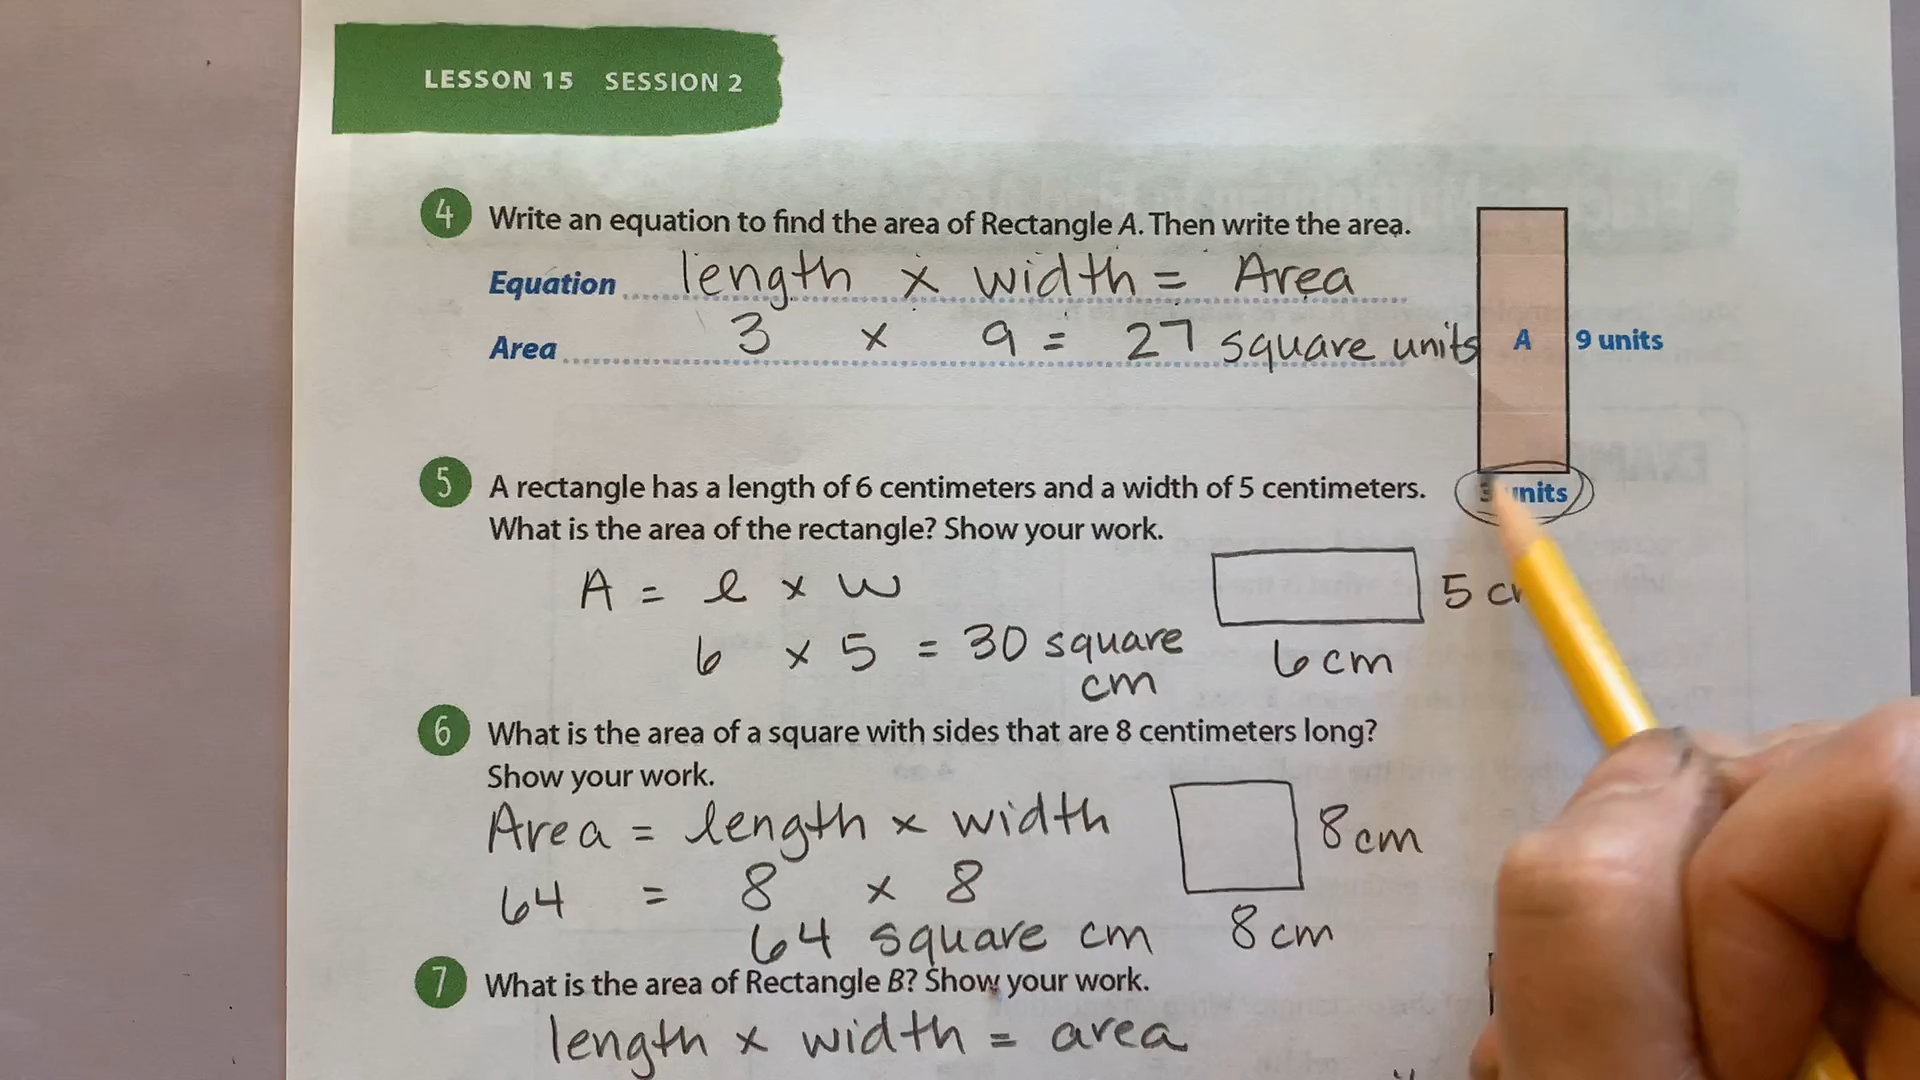 LESSON 15 SESSION 2
4 Write an equation to find the area of Rectangle A. Then write the area.
Equation length x width = Area
Area 3 x 9 = 27 square units
A 9 units
3 units
5 A rectangle has a length of 6 centimeters and a width of 5 centimeters.
What is the area of the rectangle? Show your work.
A = l x w
5
6 x 5 = 30 square
cm
6 cm
6 What is the area of a square with sides that are 8 centimeters long?
Show your work.
Area = length x width
8 cm
64 = 8 x 8
64 square cm
8 cm
7 What is the area of Rectangle B? Show your work.
length x width = area